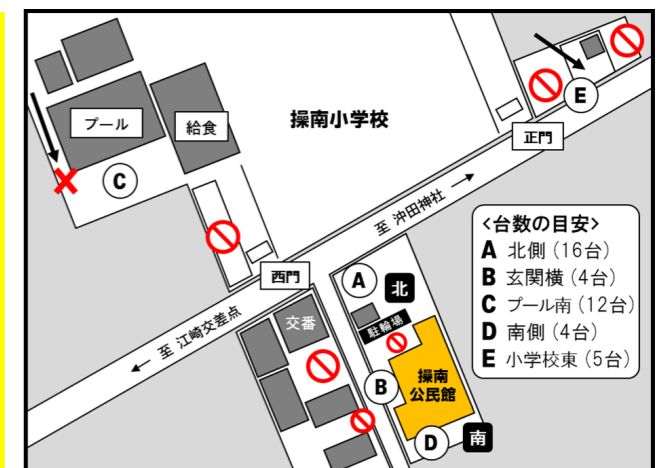 プール
給食
操南小学校
C
E
正門
至 沖田神社 →
西門
← 至 江崎交差点
交番
A
北
駐輪場
B
操南
公民館
D
南
<台数の目安>
A 北側（16台）
B 玄関横（4台）
C プール南（12台）
D 南側（4台）
E 小学校東（5台）